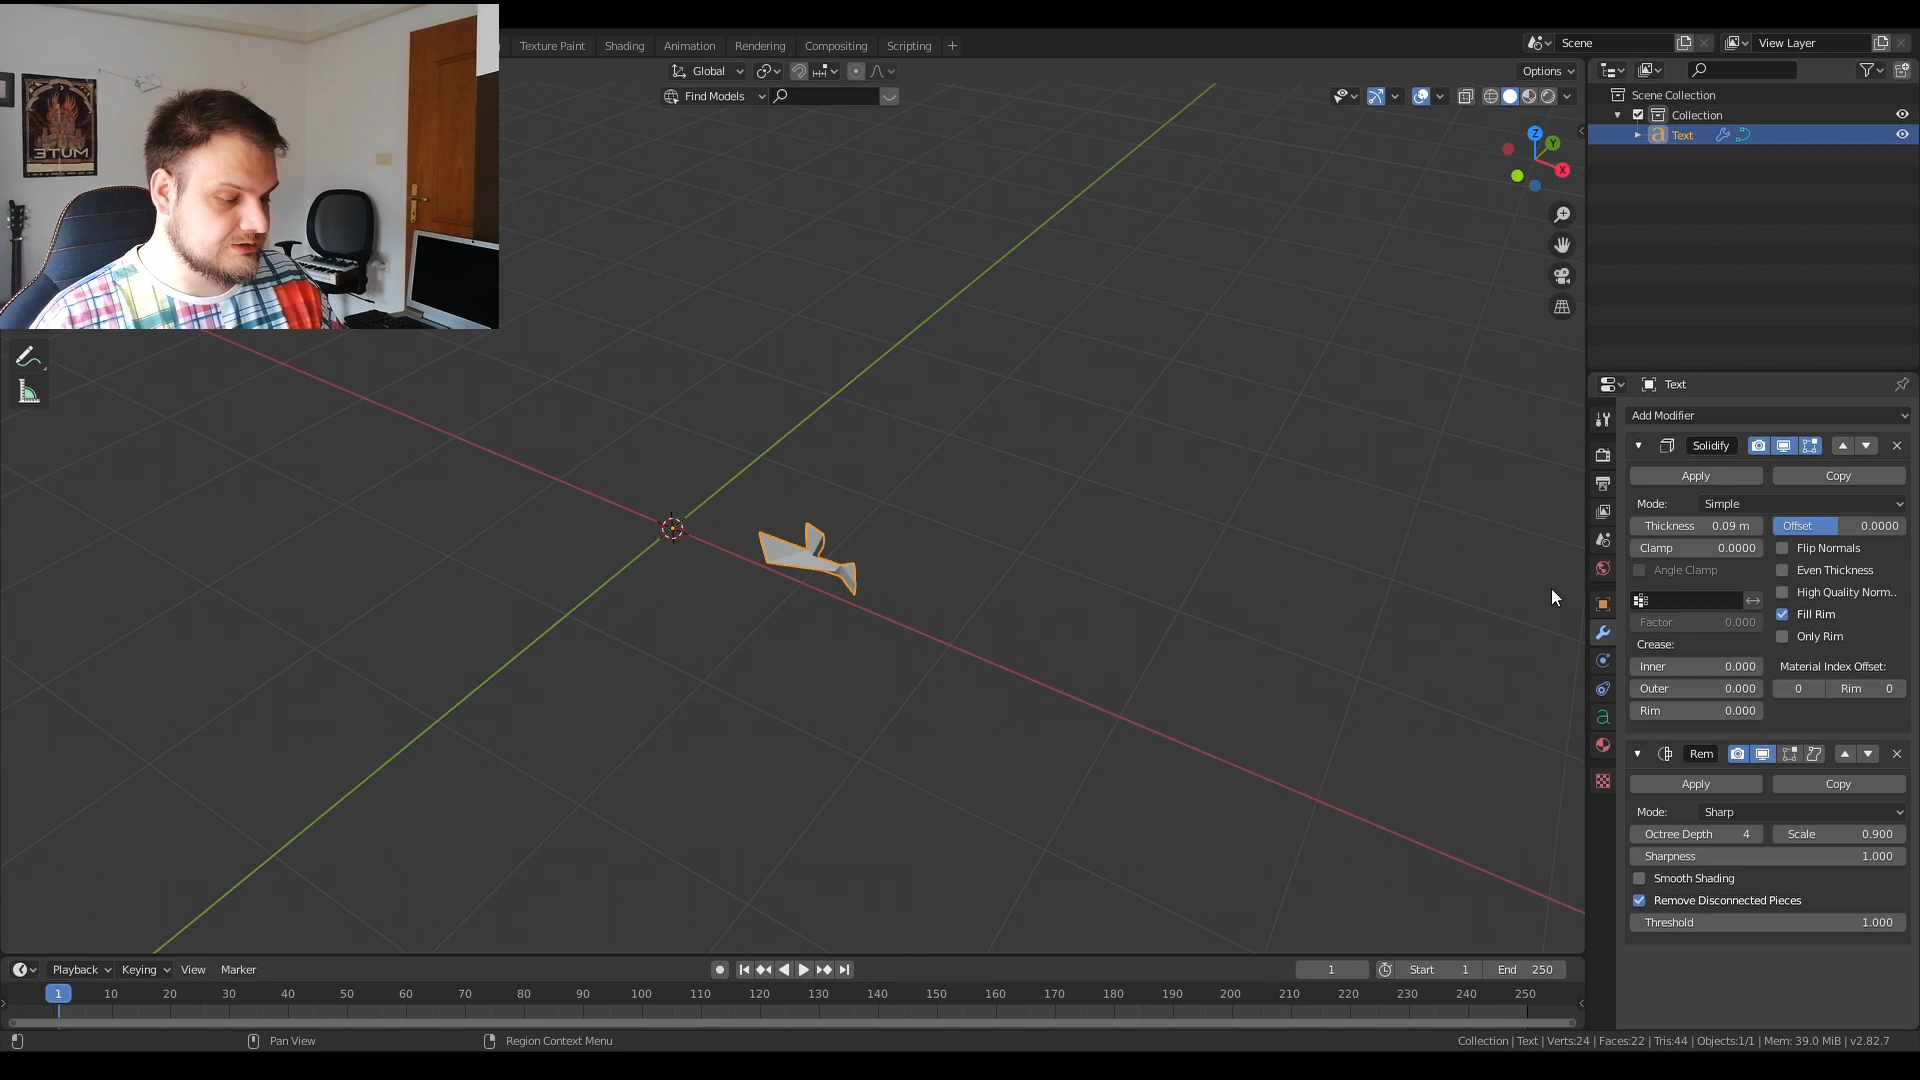 Texture Paint Shading Animation Rendering Compositing Scripting +
Scene View Layer
Global Options
Find Models
MUTE
Z Y X
Scene Collection
Collection
a Text
Text
Add Modifier
Solidify
Apply Copy
Mode: Simple
Thickness 0.09 m Offset 0.0000
Clamp 0.0000 Flip Normals
Angle Clamp Even Thickness
High Quality Norm..
Fill Rim
Factor 0.000
Only Rim
Crease:
Inner 0.000 Material Index Offset:
Outer 0.000 0 Rim 0
Rim 0.000
a
Rem
Apply Copy
Mode: Sharp
Octree Depth 4 Scale 0.900
Sharpness 1.000
Smooth Shading
Remove Disconnected Pieces
Threshold 1.000
Playback Keying View Marker 1 Start 1 End 250
1 10 20 30 40 50 60 70 80 90 100 110 120 130 140 150 160 170 180 190 200 210 220 230 240 250
Pan View Region Context Menu Collection | Text | Verts:24 | Faces:22 | Tris:44 | Objects:1/1 | Mem: 39.0 MiB | v2.82.7